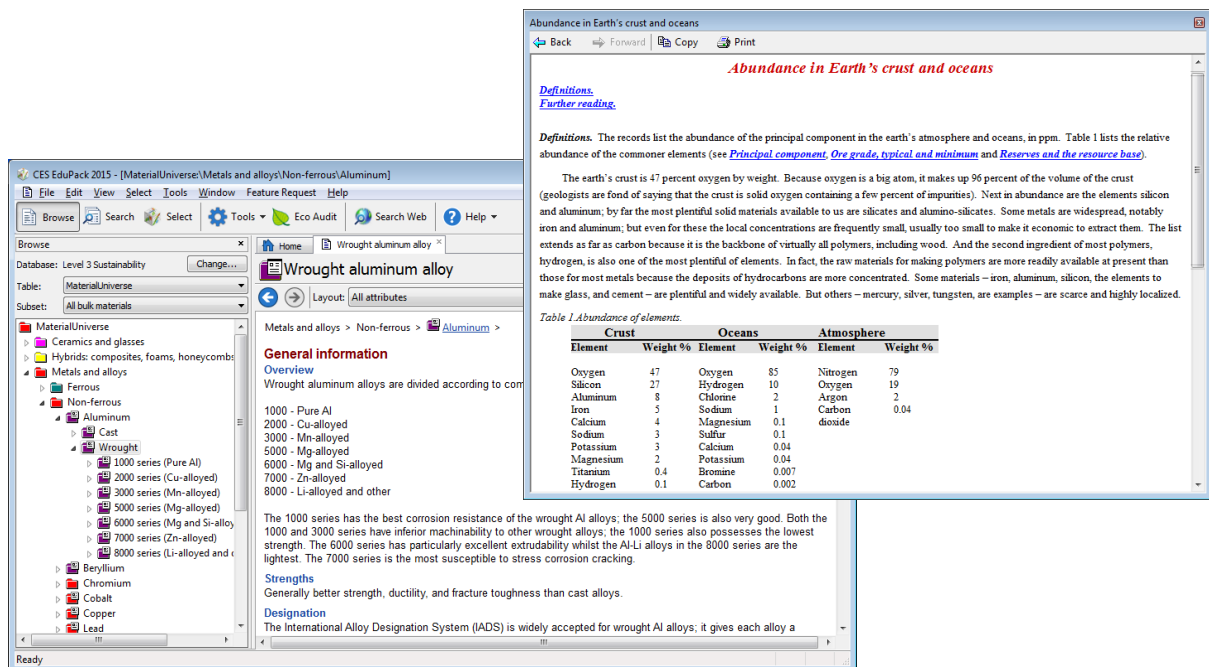 Abundance in Earth's crust and oceans
Back Forward Copy Print
Abundance in Earth's crust and oceans
Definitions.
Further reading.
Definitions. The records list the abundance of the principal component in the earth's atmosphere and oceans, in ppm. Table 1 lists the relative
abundance of the commoner elements (see Principal component, Ore grade, typical and minimum and Reserves and the resource base).
The earth's crust is 47 percent oxygen by weight. Because oxygen is a big atom, it makes up 96 percent of the volume of the crust
(geologists are fond of saying that the crust is solid oxygen containing a few percent of impurities). Next in abundance are the elements silicon
and aluminum; by far the most plentiful solid materials available to us are silicates and alumino-silicates. Some metals are widespread, notably
iron and aluminum; but even for these the local concentrations are frequently small, usually too small to make it economic to extract them. The list
extends as far as carbon because it is the backbone of virtually all polymers, including wood. And the second ingredient of most polymers,
hydrogen, is also one of the most plentiful of elements. In fact, the raw materials for making polymers are more readily available at present than
those for most metals because the deposits of hydrocarbons are more concentrated. Some materials – iron, aluminum, silicon, the elements to
make glass, and cement – are plentiful and widely available. But others – mercury, silver, tungsten, are examples – are scarce and highly localized.
Table 1.Abundance of elements.
Crust Oceans Atmosphere
Element Weight % Element Weight % Element Weight %
Oxygen 47 Oxygen 85 Nitrogen 79
Silicon 27 Hydrogen 10 Oxygen 19
Aluminum 8 Chlorine 2 Argon 2
Iron 5 Sodium 1 Carbon 0.04
Calcium 4 Magnesium 0.1 dioxide
Sodium 3 Sulfur 0.1
Potassium 3 Calcium 0.04
Magnesium 2 Potassium 0.04
Titanium 0.4 Bromine 0.007
Hydrogen 0.1 Carbon 0.002
CES EduPack 2015 - [MaterialUniverse:\Metals and alloys\Non-ferrous\Aluminum]
File Edit View Select Tools Window Feature Request Help
Browse Search Select Tools Eco Audit Search Web Help
Browse
Database: Level 3 Sustainability Change...
Table: MaterialUniverse
Subset: All bulk materials
MaterialUniverse
Ceramics and glasses
Hybrids: composites, foams, honeycombs
Metals and alloys
Ferrous
Non-ferrous
Aluminum
Cast
Wrought
1000 series (Pure Al)
2000 series (Cu-alloyed)
3000 series (Mn-alloyed)
5000 series (Mg-alloyed)
6000 series (Mg and Si-alloy
7000 series (Zn-alloyed)
8000 series (Li-alloyed and
Beryllium
Chromium
Cobalt
Copper
Lead
Home Wrought aluminum alloy
Wrought aluminum alloy
Layout: All attributes
Metals and alloys > Non-ferrous > Aluminum >
General information
Overview
Wrought aluminum alloys are divided according to com
1000 - Pure Al
2000 - Cu-alloyed
3000 - Mn-alloyed
5000 - Mg-alloyed
6000 - Mg and Si-alloyed
7000 - Zn-alloyed
8000 - Li-alloyed and other
The 1000 series has the best corrosion resistance of the wrought Al alloys; the 5000 series is also very good. Both the
1000 and 3000 series have inferior machinability to other wrought alloys; the 1000 series also possesses the lowest
strength. The 6000 series has particularly excellent extrudability whilst the Al-Li alloys in the 8000 series are the
lightest. The 7000 series is the most susceptible to stress corrosion cracking.
Strengths
Generally better strength, ductility, and fracture toughness than cast alloys.
Designation
The International Alloy Designation System (IADS) is widely accepted for wrought Al alloys; it gives each alloy a
Ready